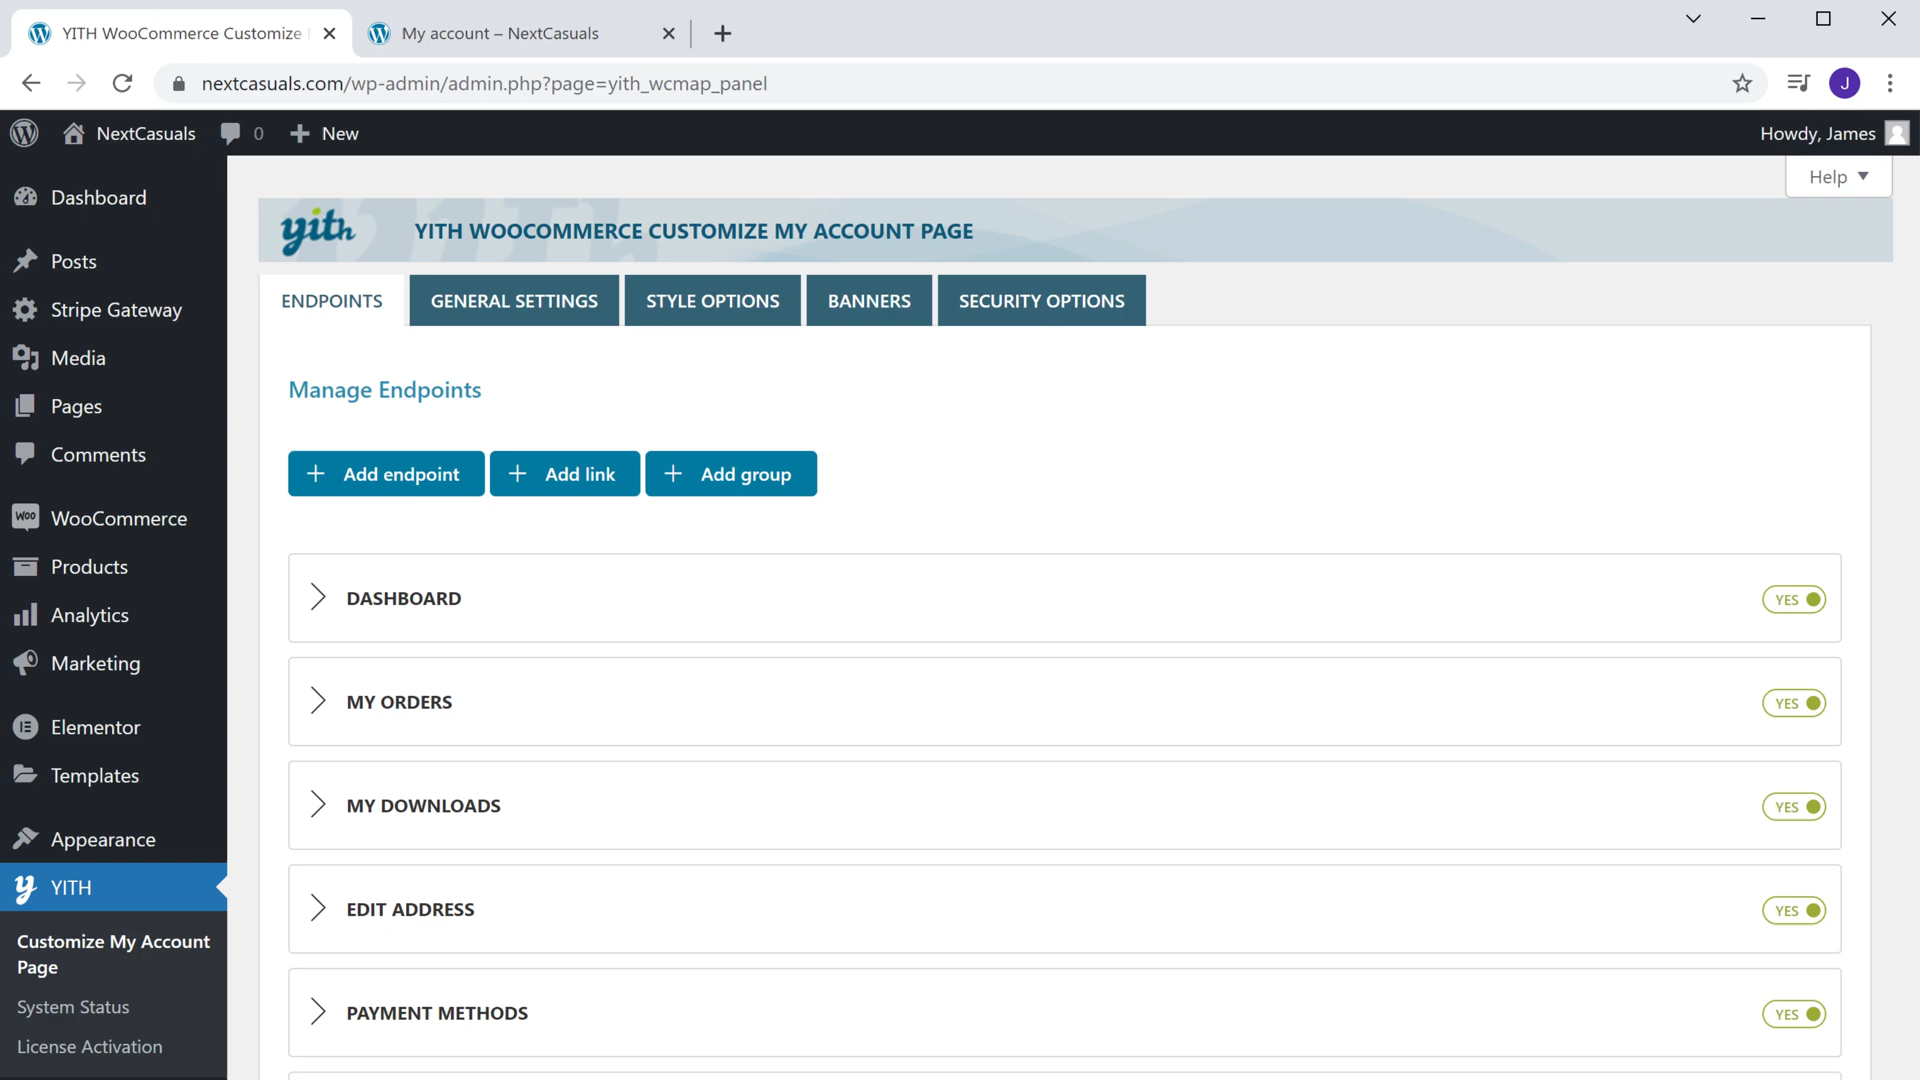 YITH WooCommerce Customize
My account – NextCasuals
nextcasuals.com/wp-admin/admin.php?page=yith_wcmap_panel
J
NextCasuals
0
New
Howdy, James
Help
Dashboard
Posts
Stripe Gateway
Media
Pages
Comments
Woo
WooCommerce
Products
Analytics
Marketing
Elementor
Templates
Appearance
YITH
Customize My Account
Page
System Status
License Activation
yith
YITH WOOCOMMERCE CUSTOMIZE MY ACCOUNT PAGE
ENDPOINTS
GENERAL SETTINGS
STYLE OPTIONS
BANNERS
SECURITY OPTIONS
Manage Endpoints
Add endpoint
Add link
Add group
DASHBOARD
YES
MY ORDERS
YES
MY DOWNLOADS
YES
EDIT ADDRESS
YES
PAYMENT METHODS
YES